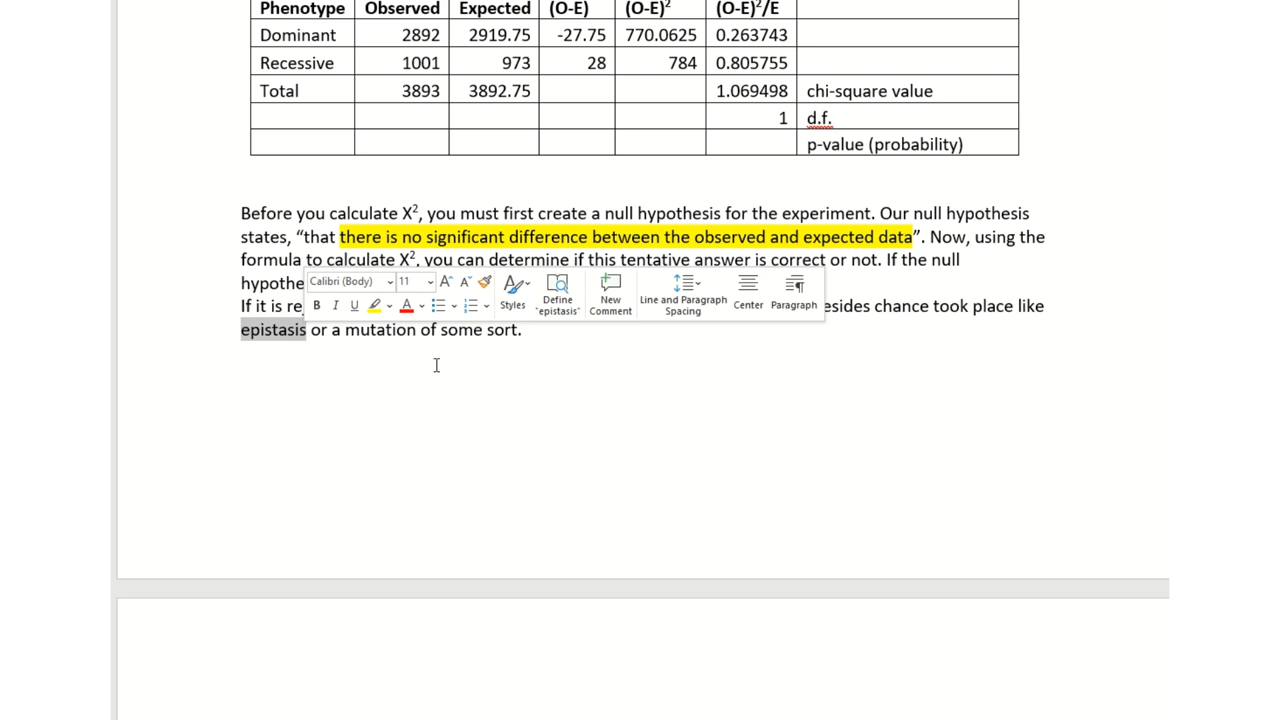 Phenotype Observed Expected (O-E) (O-E)² (O-E)²/E
Dominant 2892 2919.75 -27.75 770.0625 0.263743
Recessive 1001 973 28 784 0.805755
Total 3893 3892.75 1.069498 chi-square value
1 d.f.
p-value (probability)
Before you calculate X², you must first create a null hypothesis for the experiment. Our null hypothesis
states, “that there is no significant difference between the observed and expected data”. Now, using the
formula to calculate X², you can determine if this tentative answer is correct or not. If the null
hypothe
Calibri (Body) 11
If it is re
esides chance took place like
B I U A Styles Define "epistasis" New Comment Line and Paragraph Spacing Center Paragraph
epistasis or a mutation of some sort.